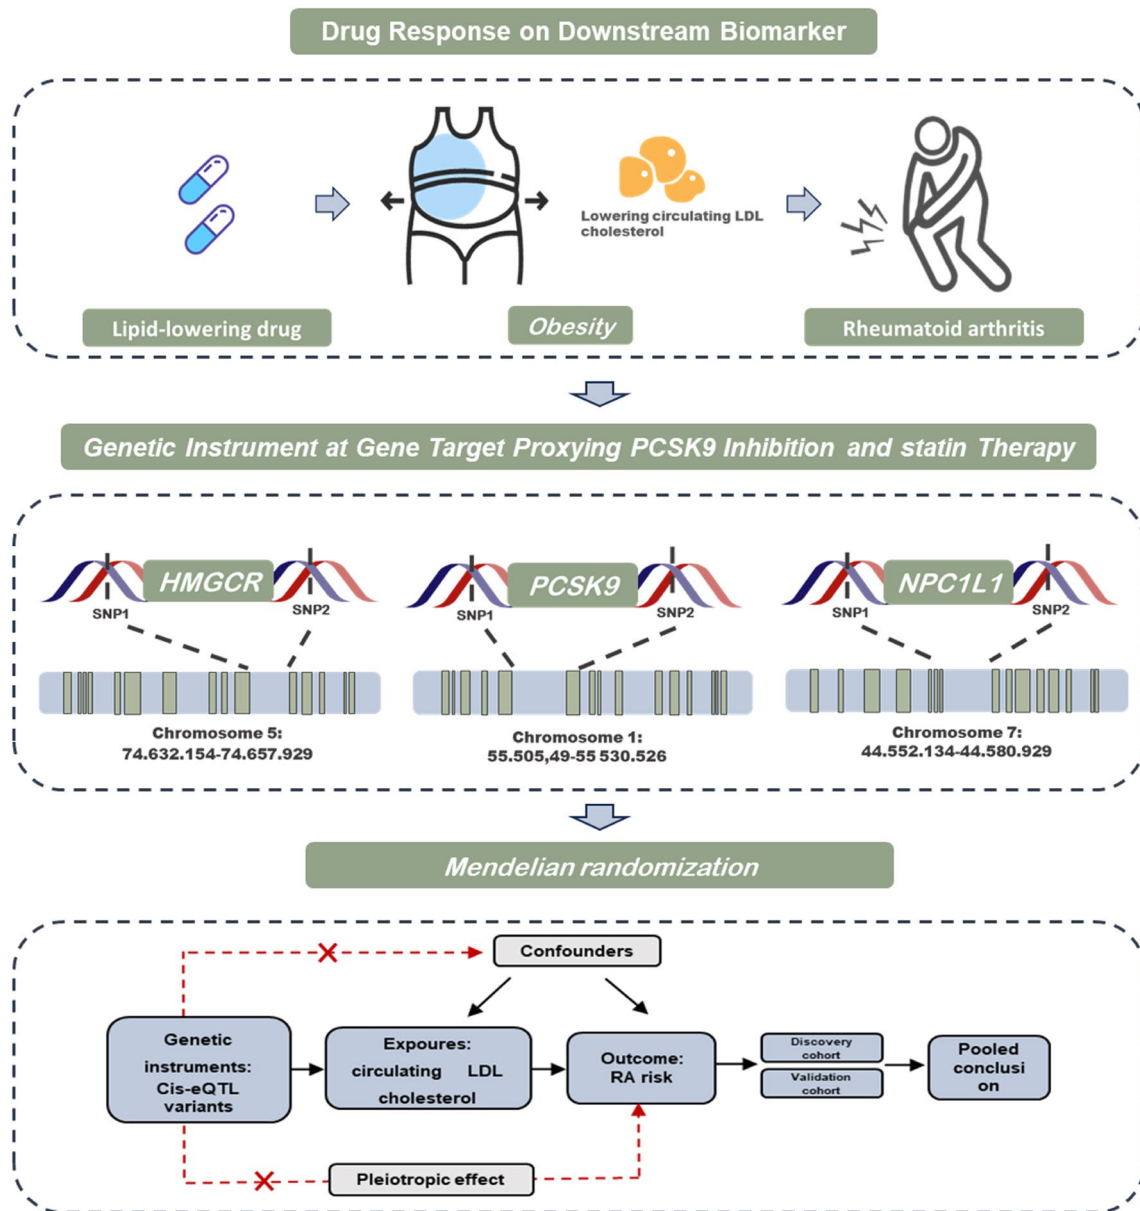 Drug Response on Downstream Biomarker
Lowering circulating LDL
cholesterol
Lipid-lowering drug
Obesity
Rheumatoid arthritis
Genetic Instrument at Gene Target Proxying PCSK9 Inhibition and statin Therapy
HMGCR
SNP1
SNP2
PCSK9
SNP1
SNP2
NPC1L1
SNP1
SNP2
Chromosome 5:
74.632.154-74.657.929
Chromosome 1:
55.505,49-55 530.526
Chromosome 7:
44.552.134-44.580.929
Mendelian randomization
Confounders
Genetic
instruments:
Cis-eQTL
variants
Expoures:
circulating LDL
cholesterol
Outcome:
RA risk
Discovery
cohort
Validation
cohort
Pooled
conclusi
on
Pleiotropic effect